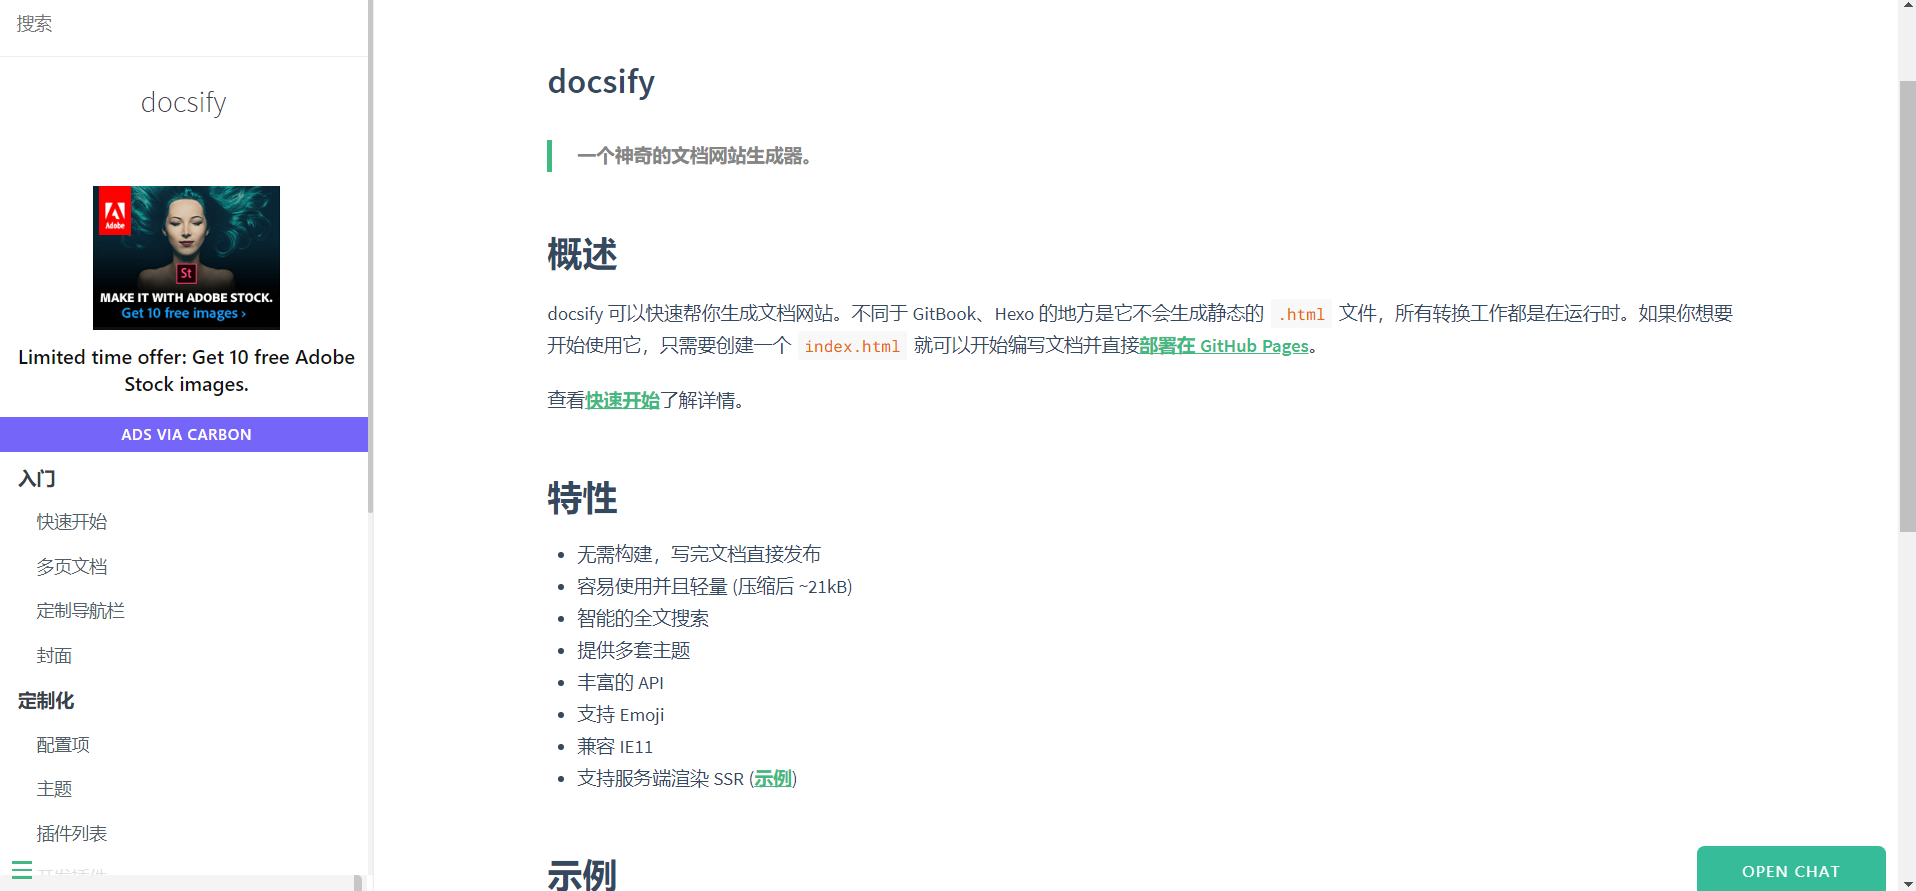 搜索
docsify
Adobe
St
MAKE IT WITH ADOBE STOCK.
Get 10 free images ›
Limited time offer: Get 10 free Adobe
Stock images.
ADS VIA CARBON
入门
快速开始
多页文档
定制导航栏
封面
定制化
配置项
主题
插件列表
开发插件
docsify
一个神奇的文档网站生成器。
概述
docsify 可以快速帮你生成文档网站。不同于 GitBook、Hexo 的地方是它不会生成静态的 .html 文件，所有转换工作都是在运行时。如果你想要
开始使用它，只需要创建一个 index.html 就可以开始编写文档并直接部署在 GitHub Pages。
查看快速开始了解详情。
特性
• 无需构建，写完文档直接发布
• 容易使用并且轻量 (压缩后 ~21kB)
• 智能的全文搜索
• 提供多套主题
• 丰富的 API
• 支持 Emoji
• 兼容 IE11
• 支持服务端渲染 SSR (示例)
示例
OPEN CHAT